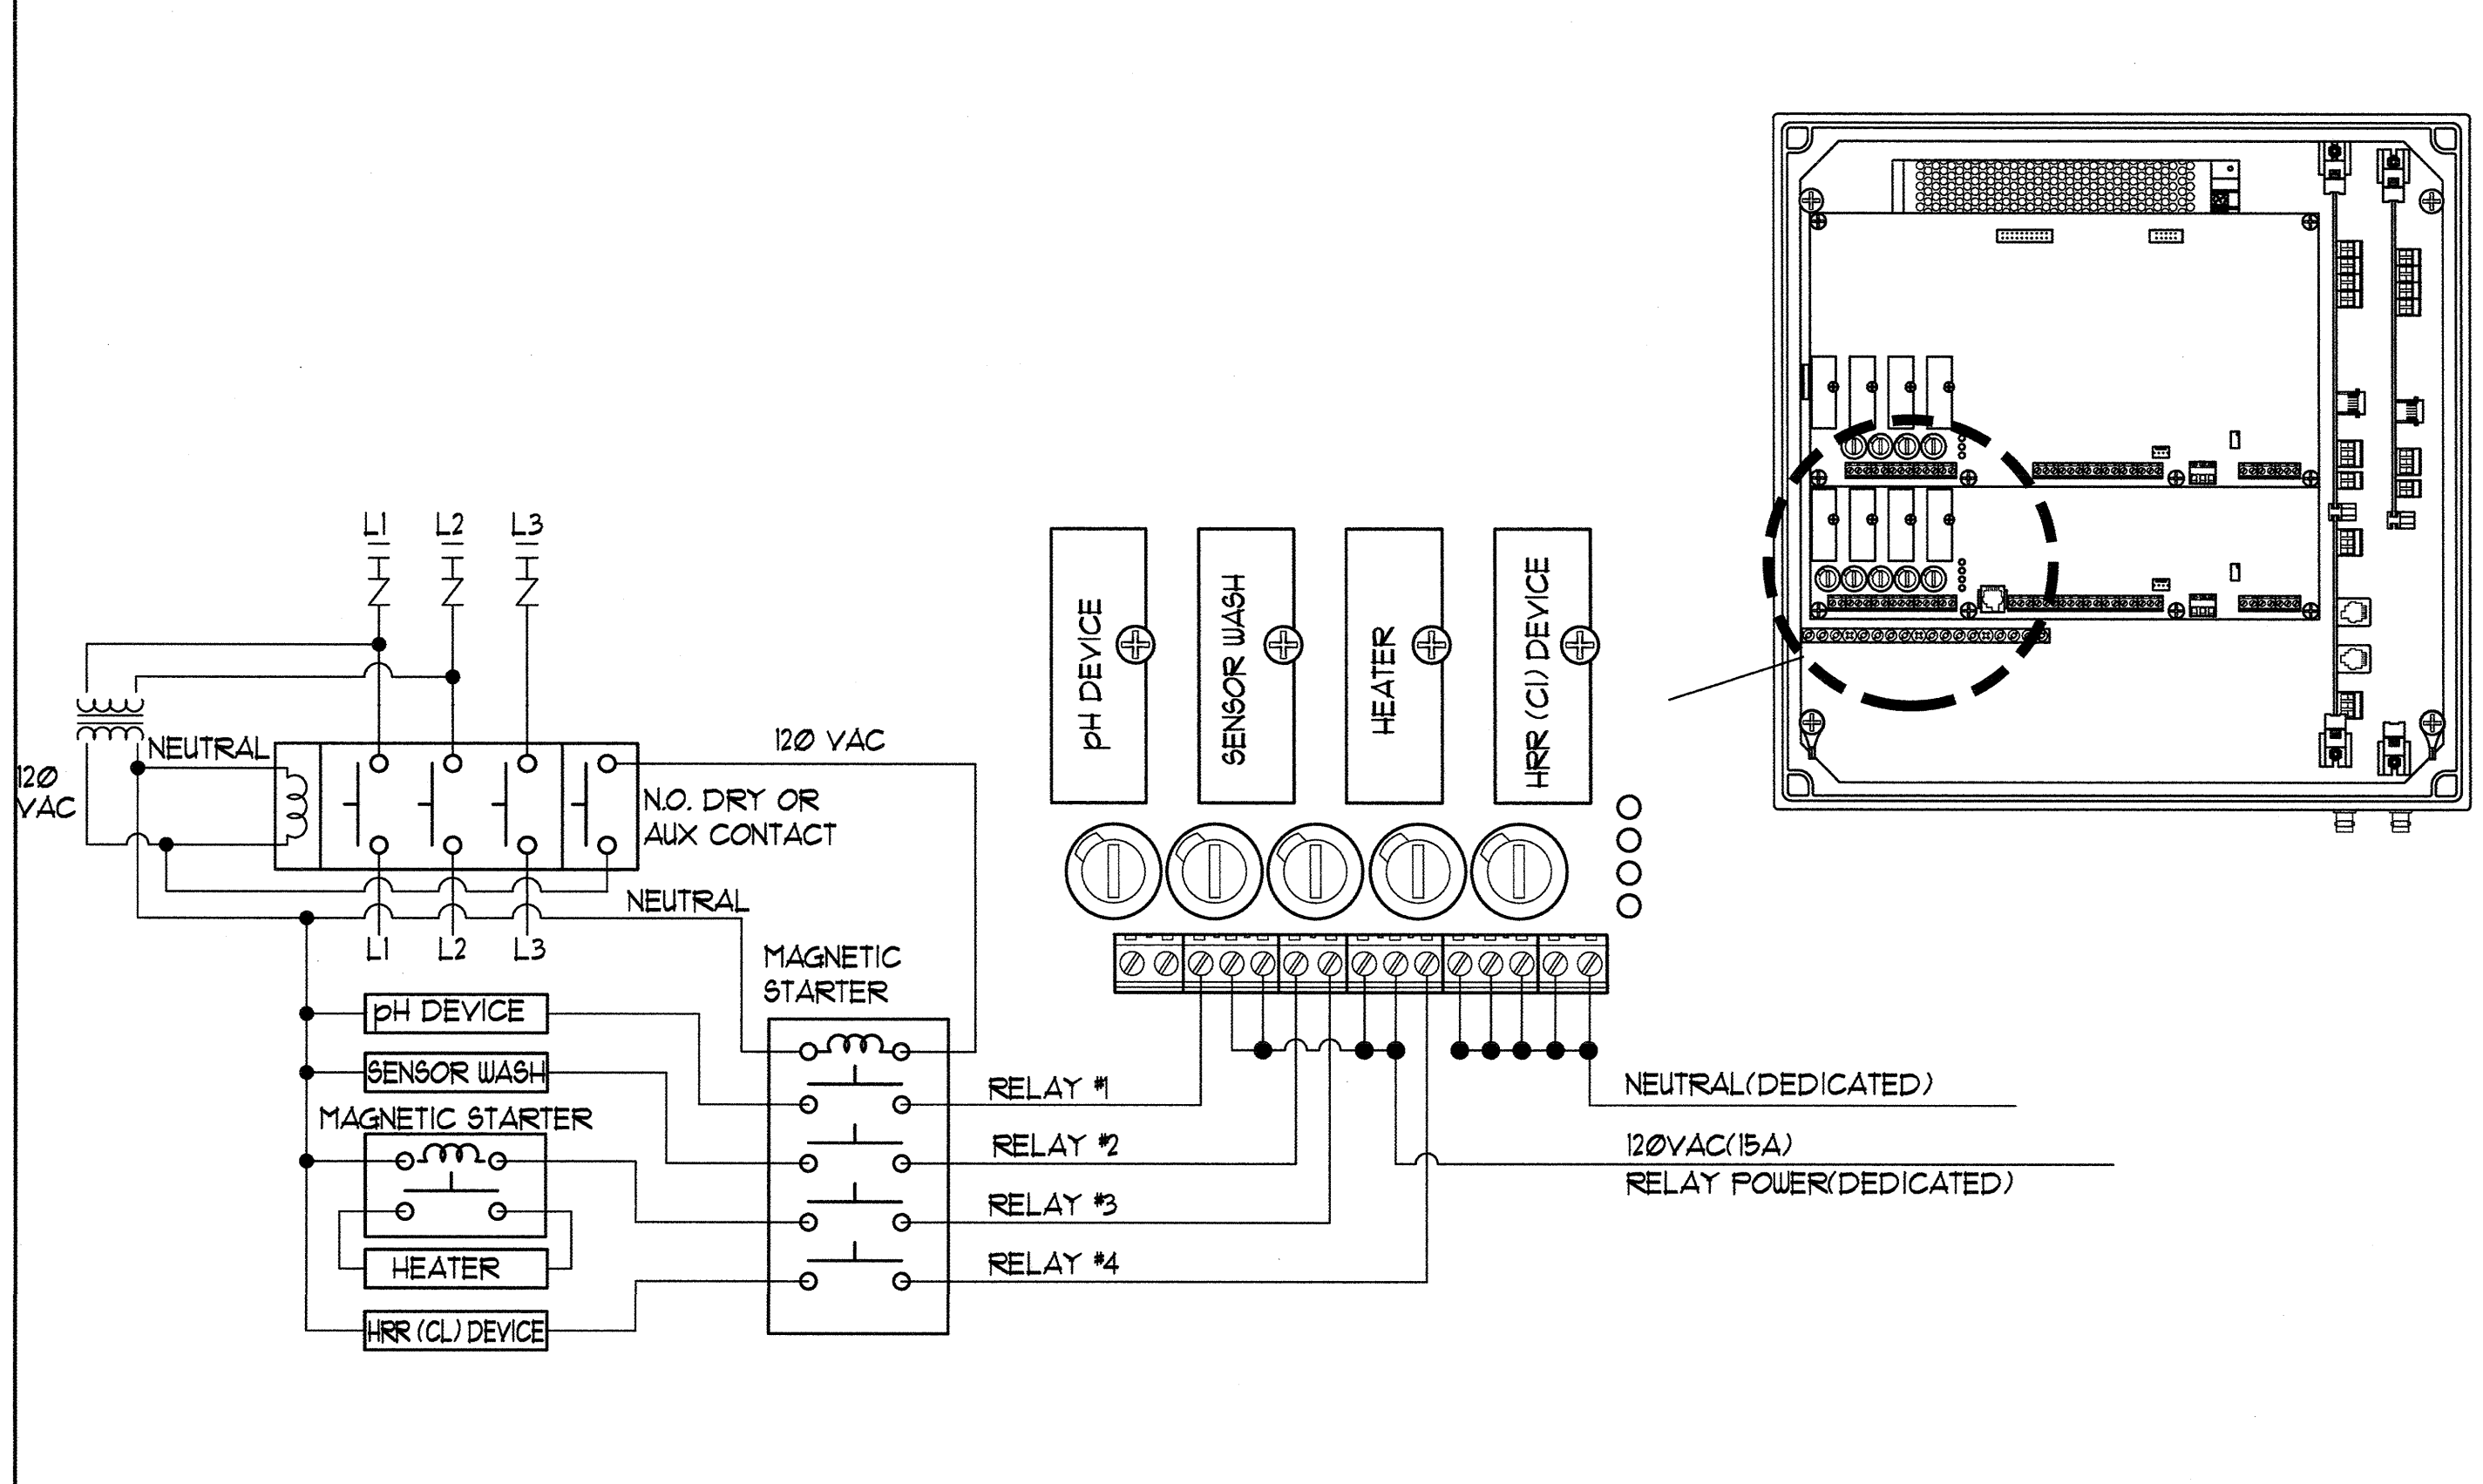 L1 L2 L3
NEUTRAL
120
VAC
120 VAC
N.O. DRY OR
AUX CONTACT
NEUTRAL
L1 L2 L3
MAGNETIC
STARTER
pH DEVICE
SENSOR WASH
MAGNETIC STARTER
HEATER
HRR (CL) DEVICE
RELAY #1
RELAY #2
RELAY #3
RELAY #4
pH DEVICE
SENSOR WASH
HEATER
HRR (Cl) DEVICE
NEUTRAL(DEDICATED)
120VAC(15A)
RELAY POWER(DEDICATED)